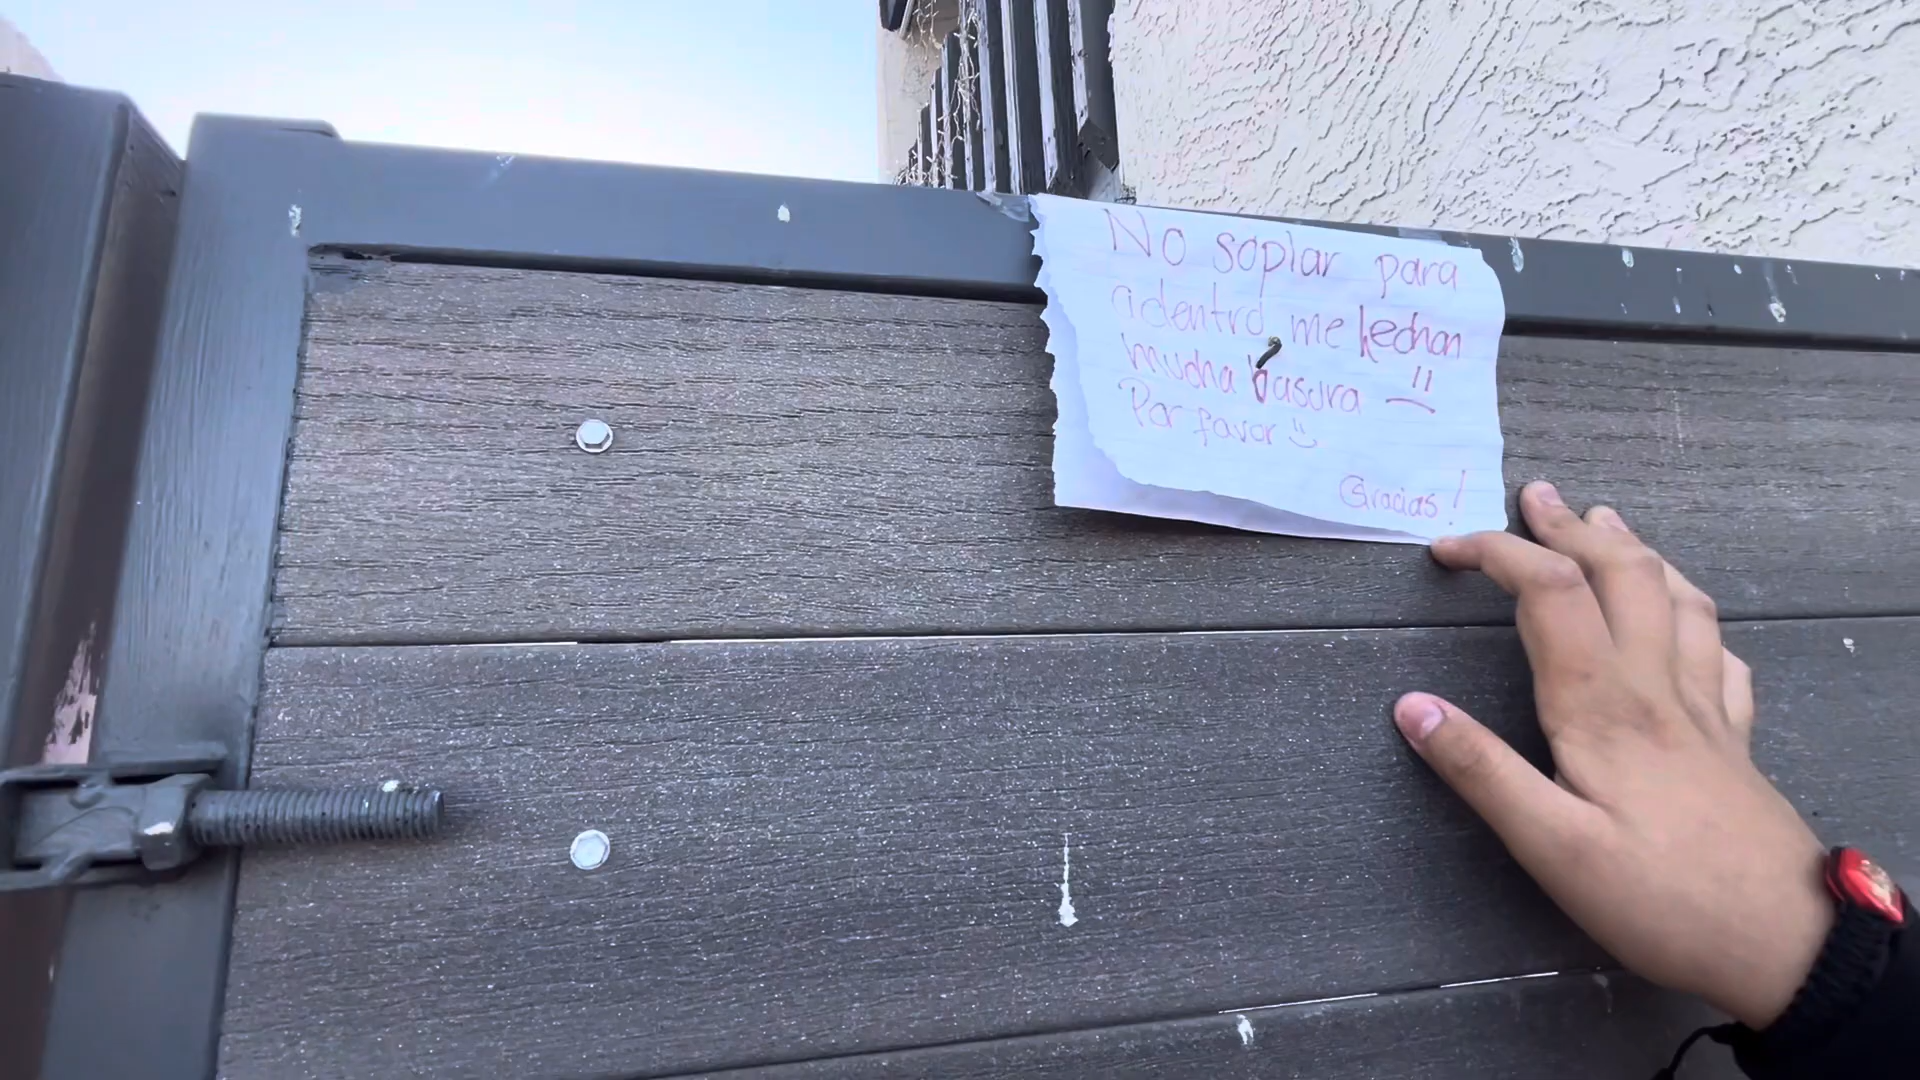 No soplar para
adentro me hechan
mucha basura
Por favor
Gracias!